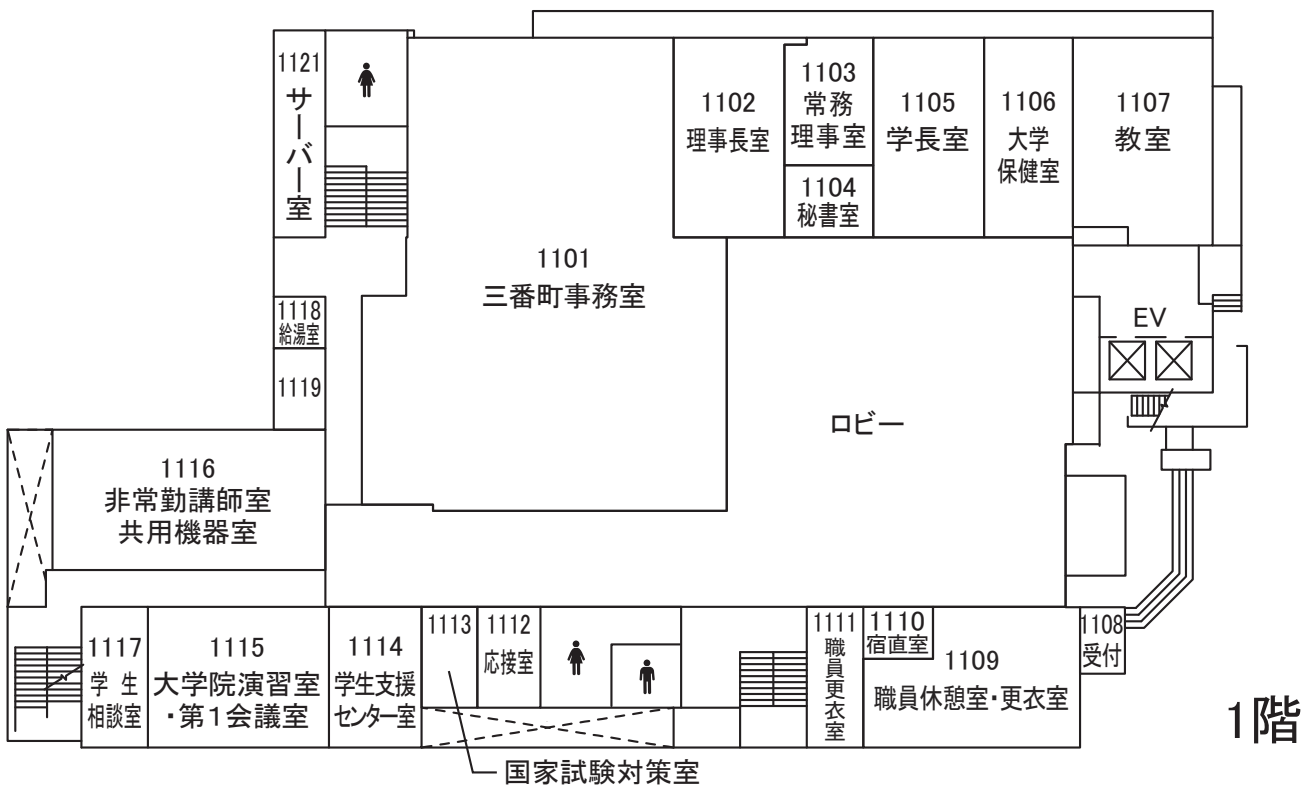 1121
サーバー室
1101
三番町事務室
1102
理事長室
1103
常務
理事室
1104
秘書室
1105
学長室
1106
大学
保健室
1107
教室
EV
1118
給湯室
1119
ロビー
1116
非常勤講師室
共用機器室
1117
学生
相談室
1115
大学院演習室
・第1会議室
1114
学生支援
センター室
1113
国家試験対策室
1112
応接室
1111
職員更衣室
1110
宿直室
1109
職員休憩室・更衣室
1108
受付
1階